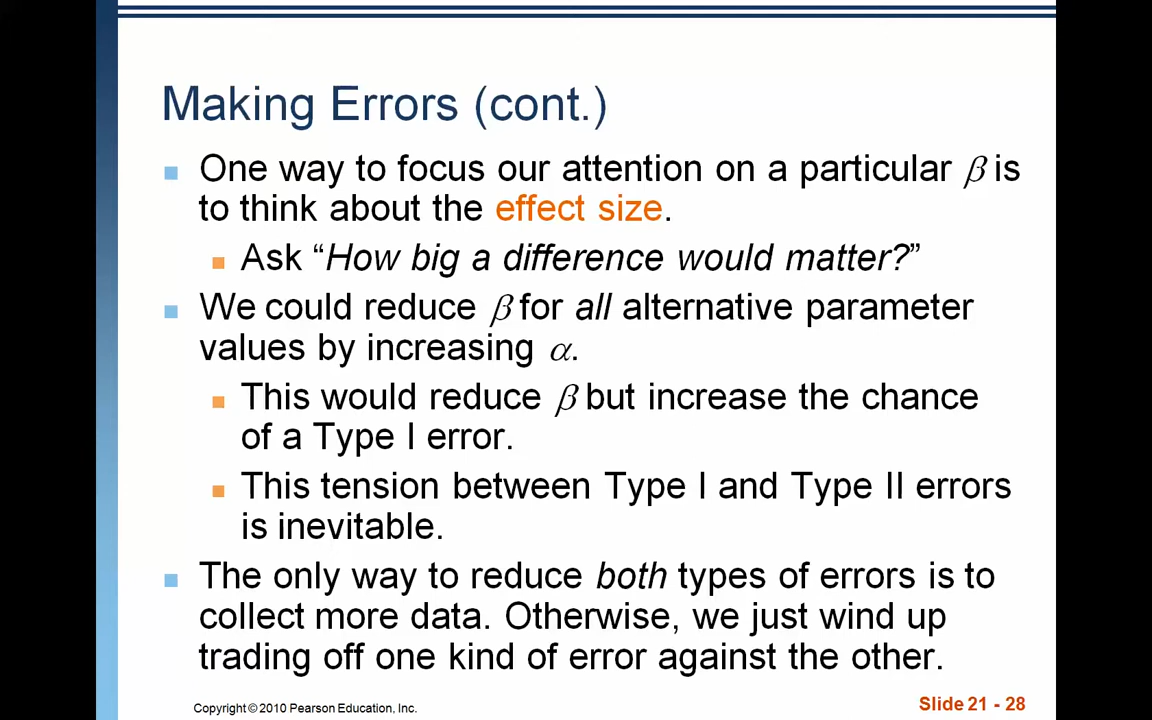 Making Errors (cont.)
One way to focus our attention on a particular β is
to think about the effect size.
Ask “How big a difference would matter?”
We could reduce β for all alternative parameter
values by increasing α.
This would reduce β but increase the chance
of a Type I error.
This tension between Type I and Type II errors
is inevitable.
The only way to reduce both types of errors is to
collect more data. Otherwise, we just wind up
trading off one kind of error against the other.
Copyright © 2010 Pearson Education, Inc.
Slide 21 - 28